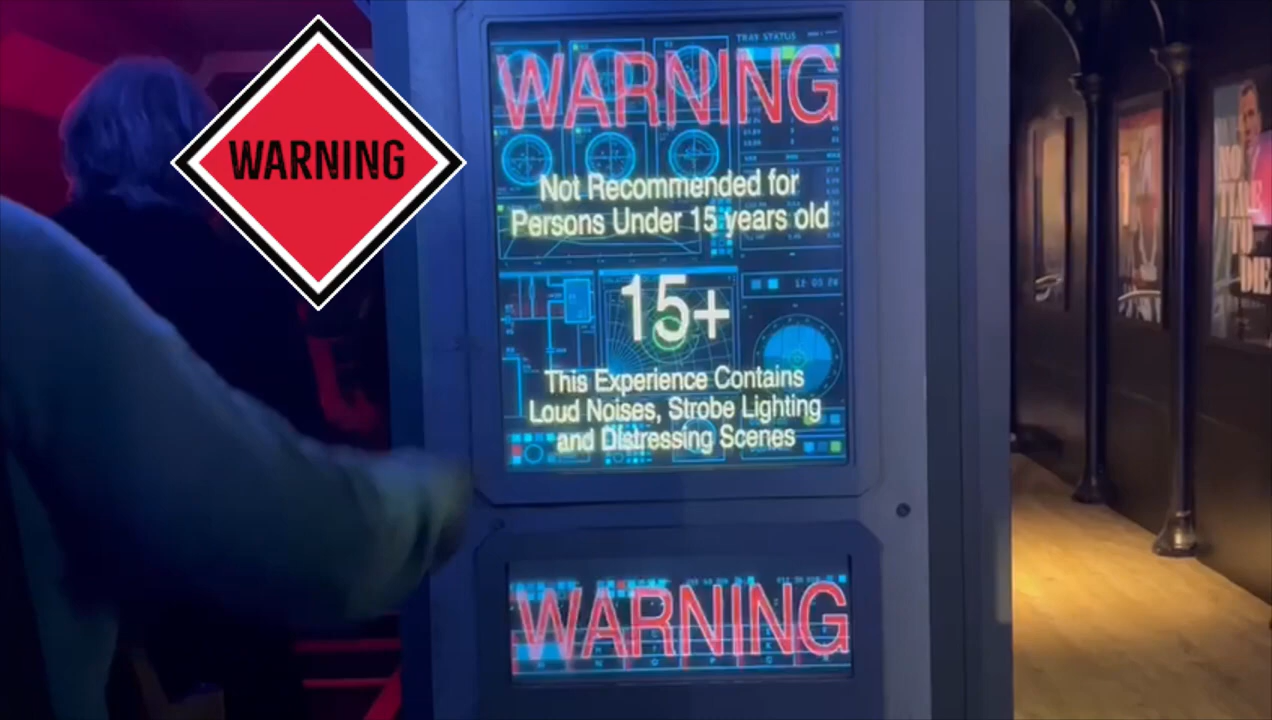 WARNING
WARNING
Not Recommended for
Persons Under 15 years old
15+
This Experience Contains
Loud Noises, Strobe Lighting
and Distressing Scenes
WARNING
NO
TIME
TO
DIE